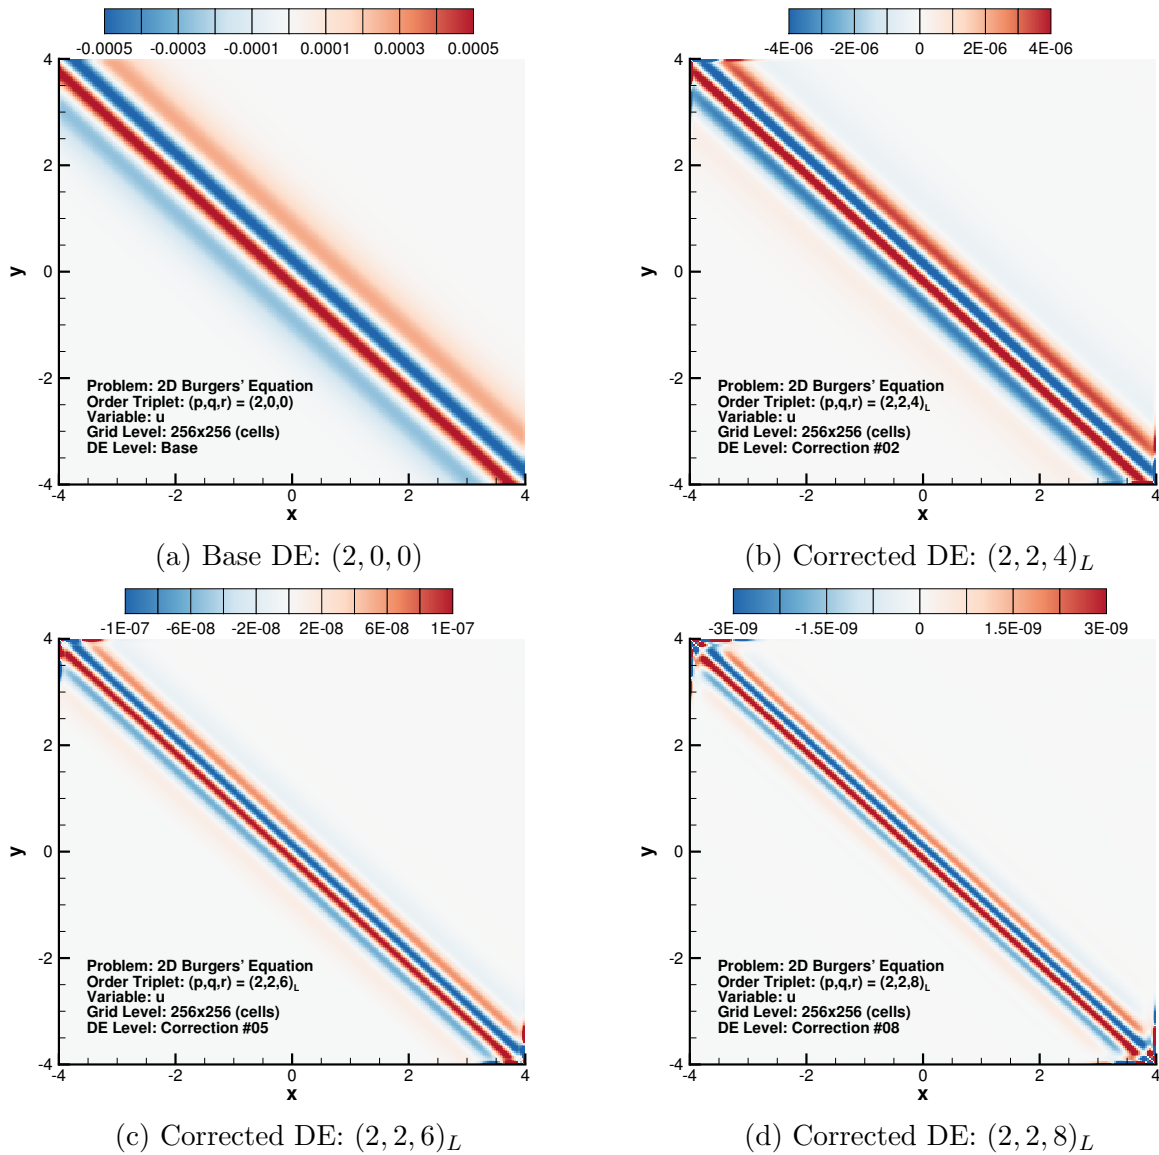 -0.0005 -0.0003 -0.0001 0.0001 0.0003 0.0005
4
2
0
-2
-4
y
Problem: 2D Burgers' Equation
Order Triplet: (p,q,r) = (2,0,0)
Variable: u
Grid Level: 256x256 (cells)
DE Level: Base
-4 -2 0 2 4
x
(a) Base DE: (2, 0, 0)
-4E-06 -2E-06 0 2E-06 4E-06
4
2
0
-2
-4
y
Problem: 2D Burgers' Equation
Order Triplet: (p,q,r) = (2,2,4)L
Variable: u
Grid Level: 256x256 (cells)
DE Level: Correction #02
-4 -2 0 2 4
x
(b) Corrected DE: (2, 2, 4)L
-1E-07 -6E-08 -2E-08 2E-08 6E-08 1E-07
4
2
0
-2
-4
y
Problem: 2D Burgers' Equation
Order Triplet: (p,q,r) = (2,2,6)L
Variable: u
Grid Level: 256x256 (cells)
DE Level: Correction #05
-4 -2 0 2 4
x
(c) Corrected DE: (2, 2, 6)L
-3E-09 -1.5E-09 0 1.5E-09 3E-09
4
2
0
-2
-4
y
Problem: 2D Burgers' Equation
Order Triplet: (p,q,r) = (2,2,8)L
Variable: u
Grid Level: 256x256 (cells)
DE Level: Correction #08
-4 -2 0 2 4
x
(d) Corrected DE: (2, 2, 8)L